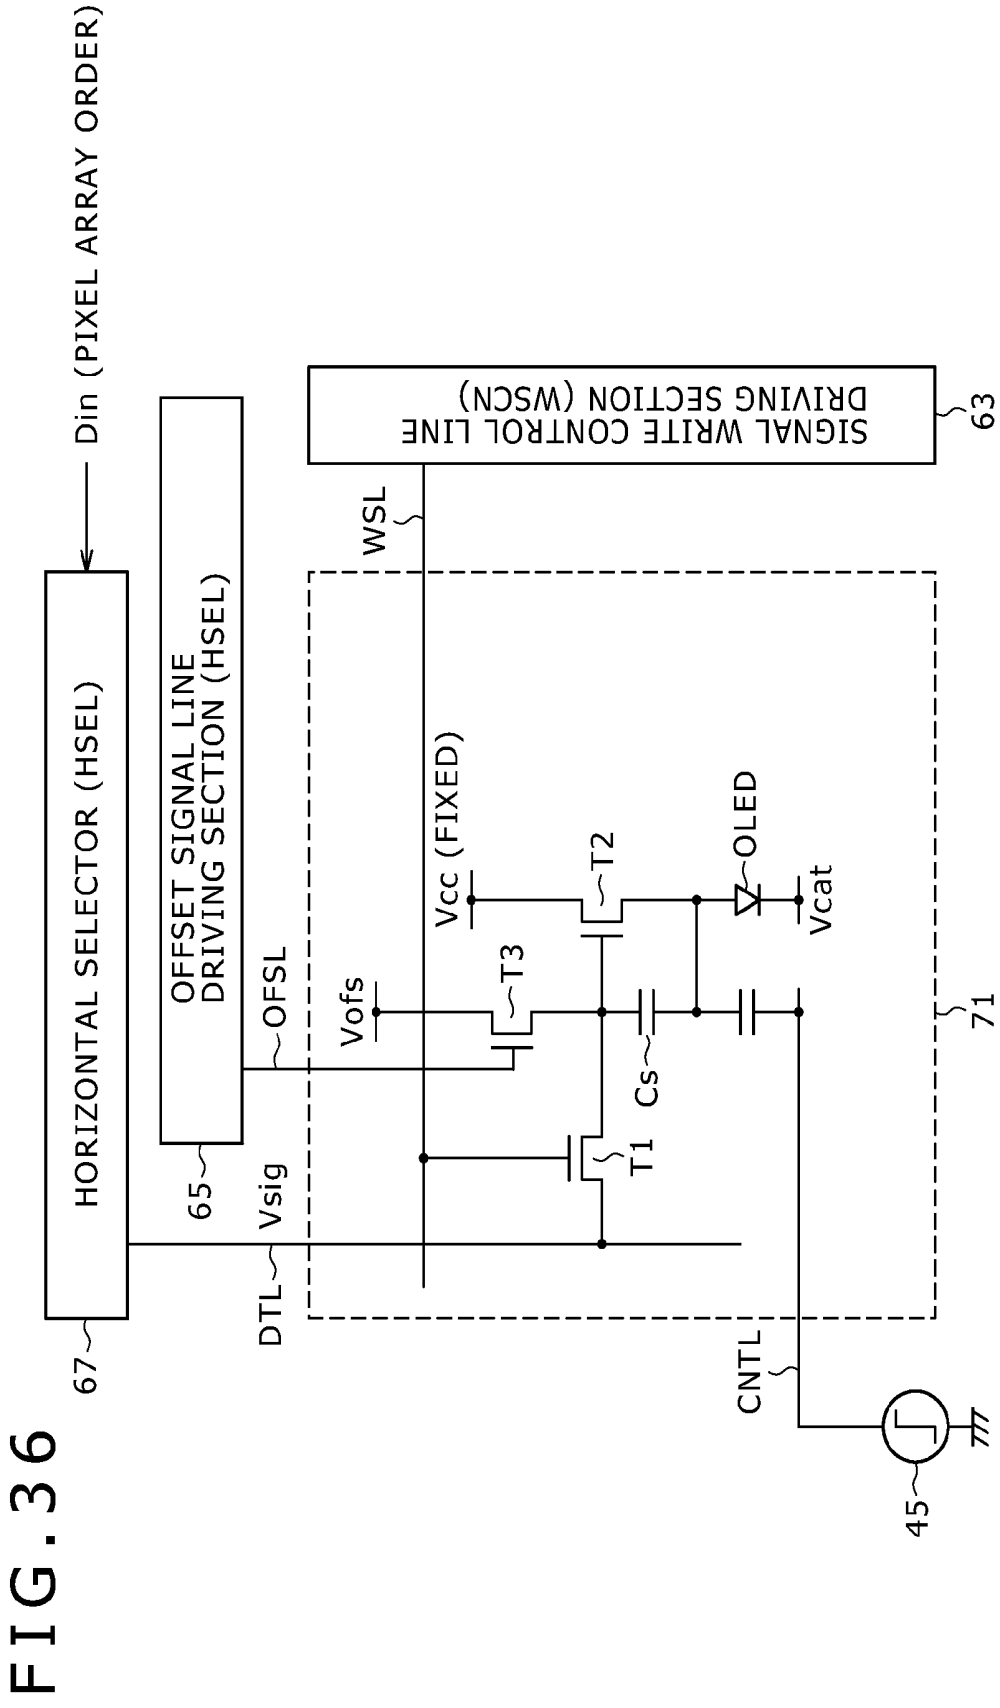 FIG.36
67
HORIZONTAL SELECTOR (HSEL)
Din (PIXEL ARRAY ORDER)
65
OFFSET SIGNAL LINE
DRIVING SECTION (HSEL)
DTL
Vsig
OFSL
WSL
SIGNAL WRITE CONTROL LINE
DRIVING SECTION (WSCN)
63
Vofs
Vcc (FIXED)
T3
T2
T1
Cs
OLED
Vcat
CNTL
45
71